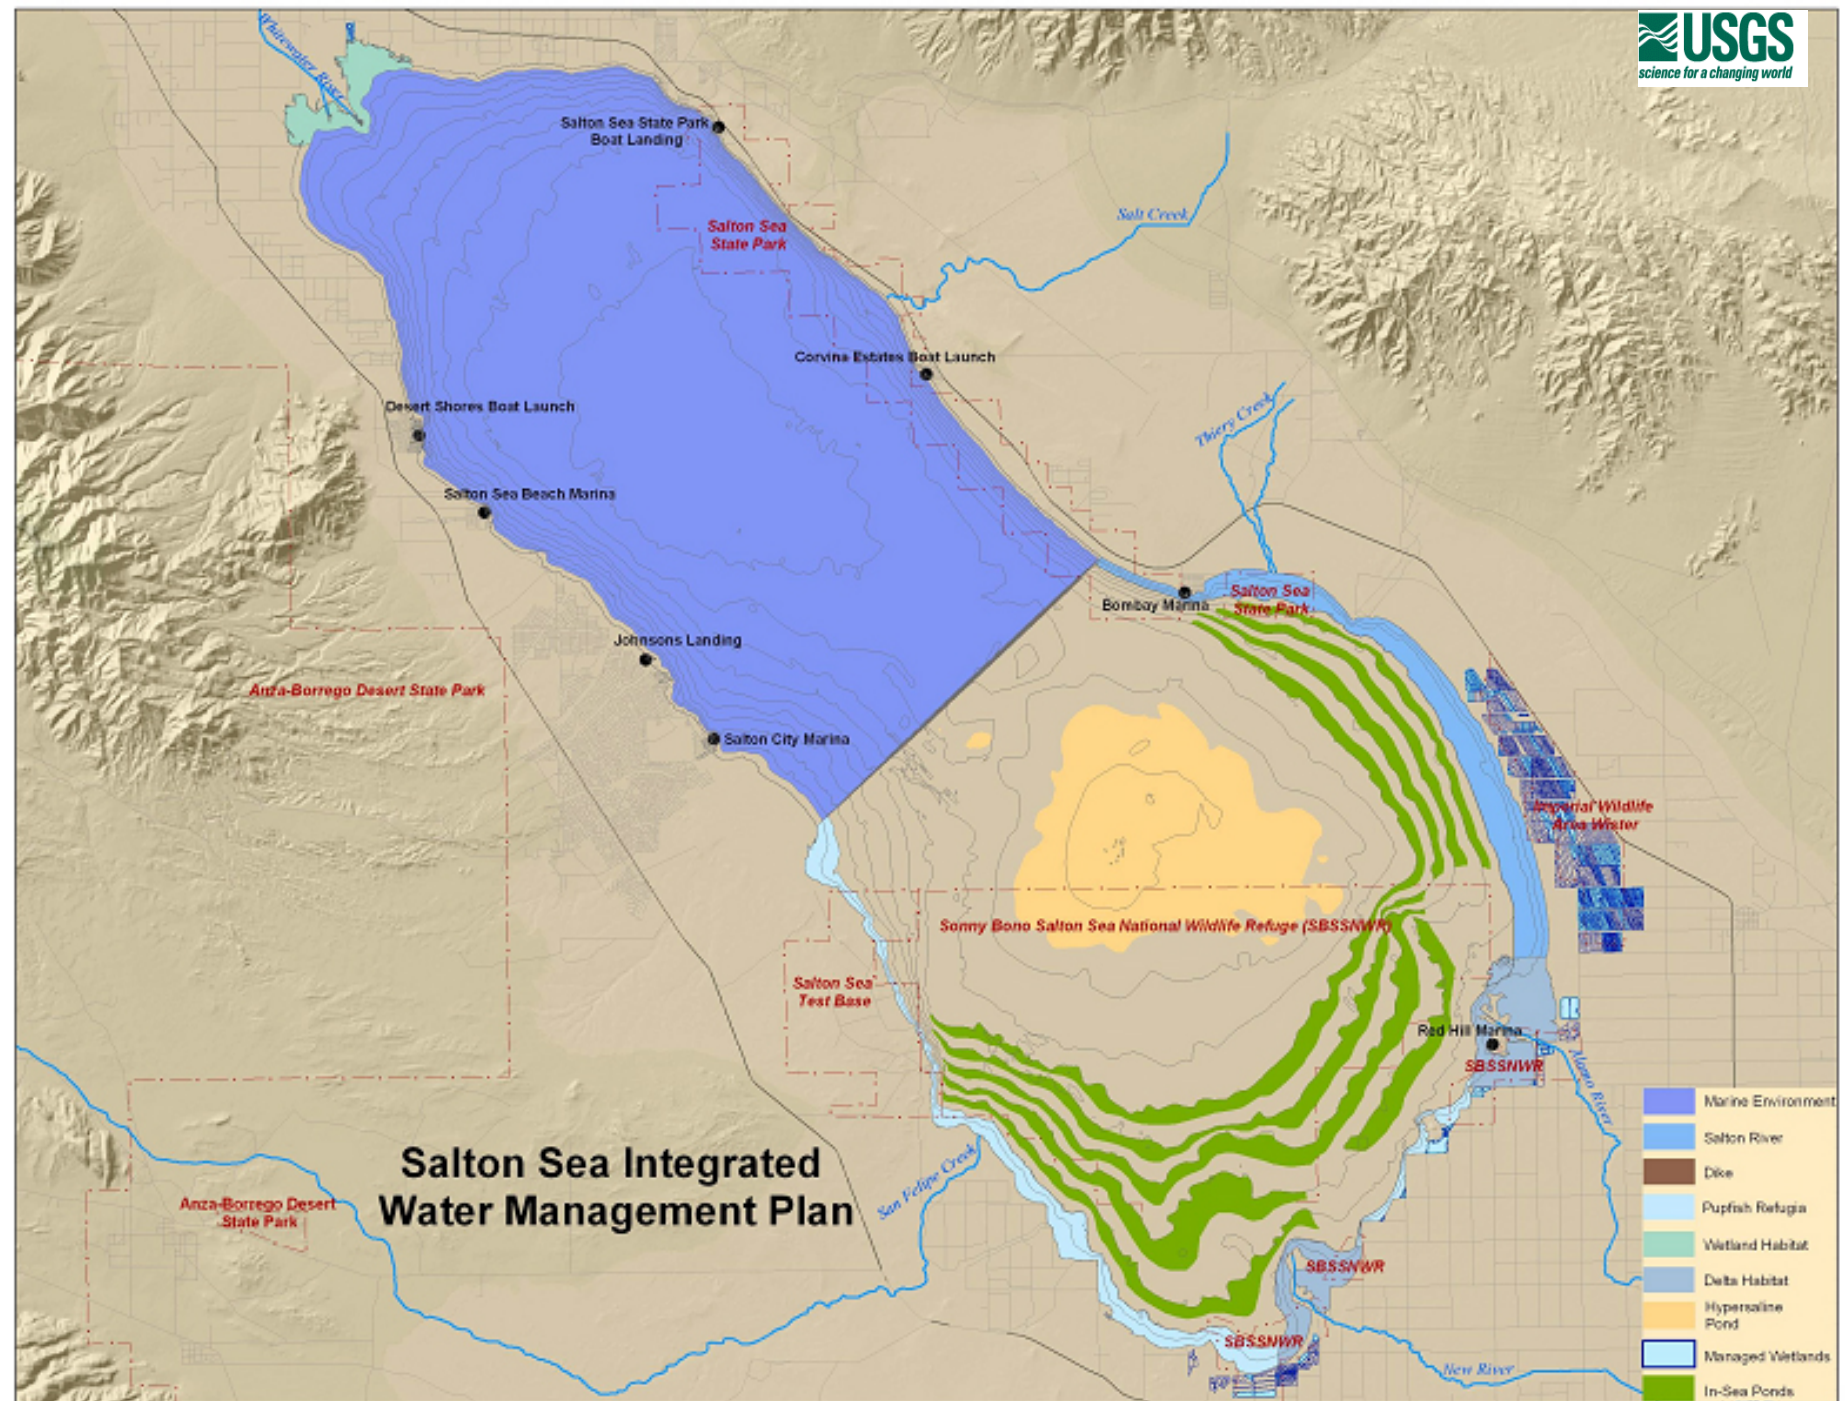 USGS
science for a changing world
Whitewater River
Salton Sea State Park
Boat Landing
Salt Creek
Salton Sea
State Park
Corvina Estates Boat Launch
Thiery Creek
Desert Shores Boat Launch
Salton Sea Beach Marina
Salton Sea
State Park
Bombay Marina
Johnsons Landing
Anza-Borrego Desert State Park
Salton City Marina
Imperial Wildlife
Area Wister
Sonny Bono Salton Sea National Wildlife Refuge (SBSSNWR)
Salton Sea
Test Base
Red Hill Marina
SBSSNWR
Alamo River
Salton Sea Integrated
Water Management Plan
San Felipe Creek
Anza-Borrego Desert
State Park
SBSSNWR
SBSSNWR
New River
Marine Environment
Salton River
Dike
Pupfish Refugia
Wetland Habitat
Delta Habitat
Hypersaline
Pond
Managed Wetlands
In-Sea Ponds